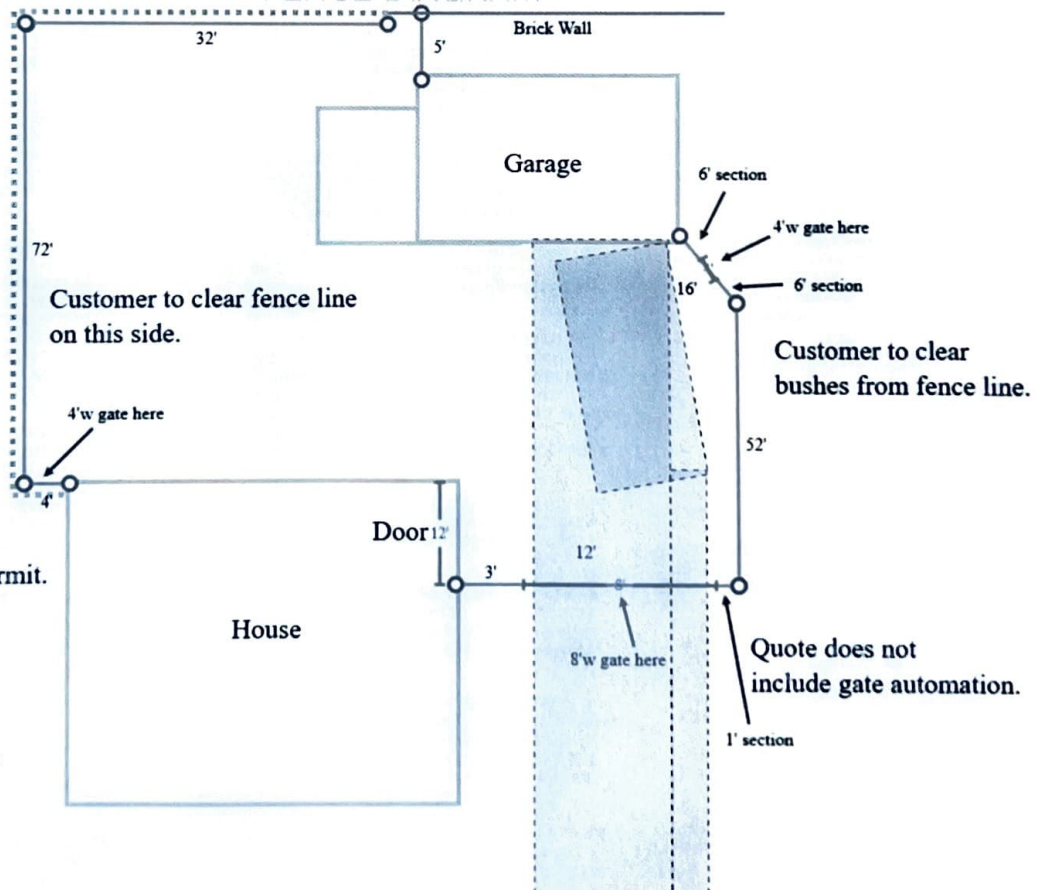 Brick Wall
32'
5'
Garage
6' section
4'w gate here
72'
16'
6' section
Customer to clear fence line
on this side.
Customer to clear
bushes from fence line.
4'w gate here
52'
4'
Door
12'
12'
3'
rmit.
8'
House
8'w gate here
Quote does not
include gate automation.
1' section